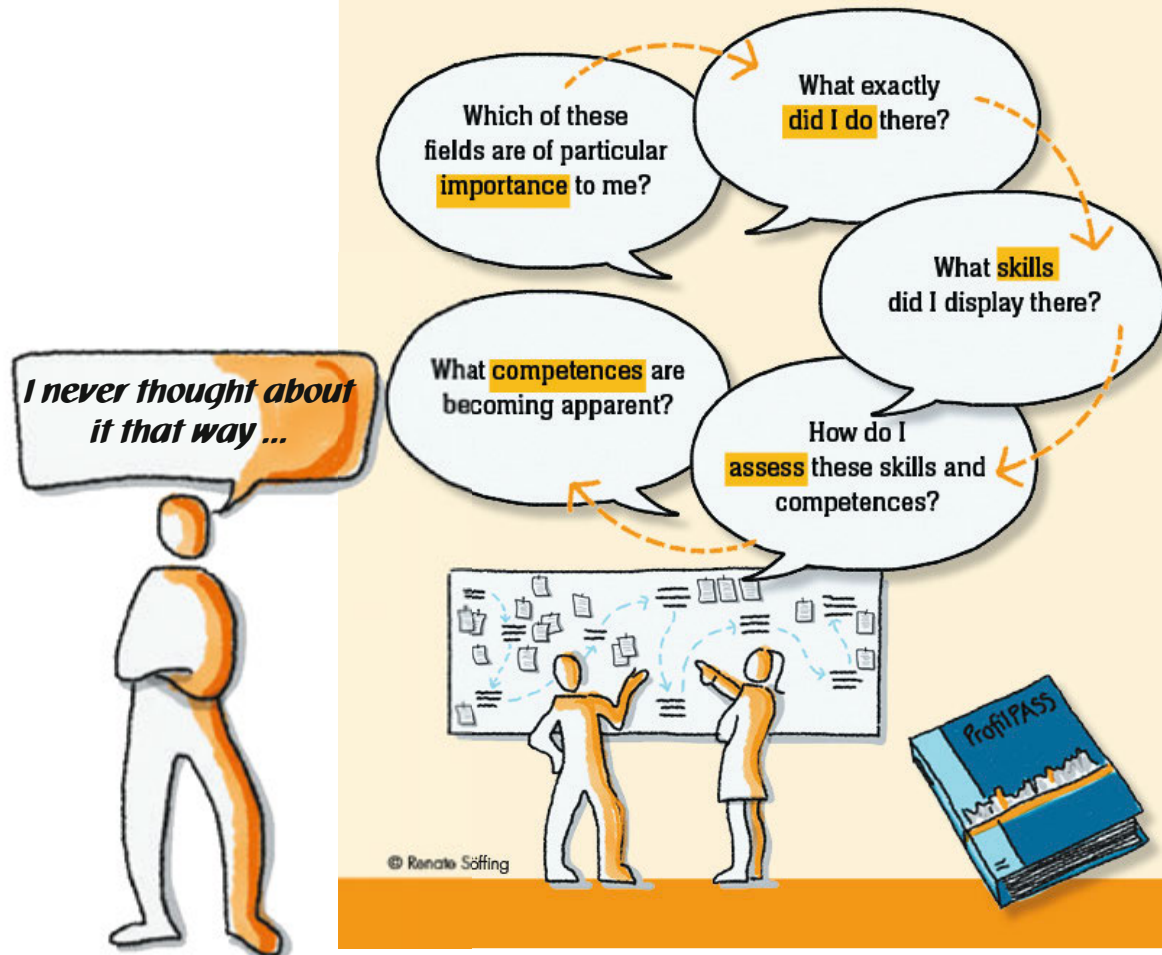 Which of these
fields are of particular
importance to me?
What exactly
did I do there?
What skills
did I display there?
How do I
assess these skills and
competences?
What competences are
becoming apparent?
I never thought about
it that way ...
ProfilPASS
© Renate Söffing